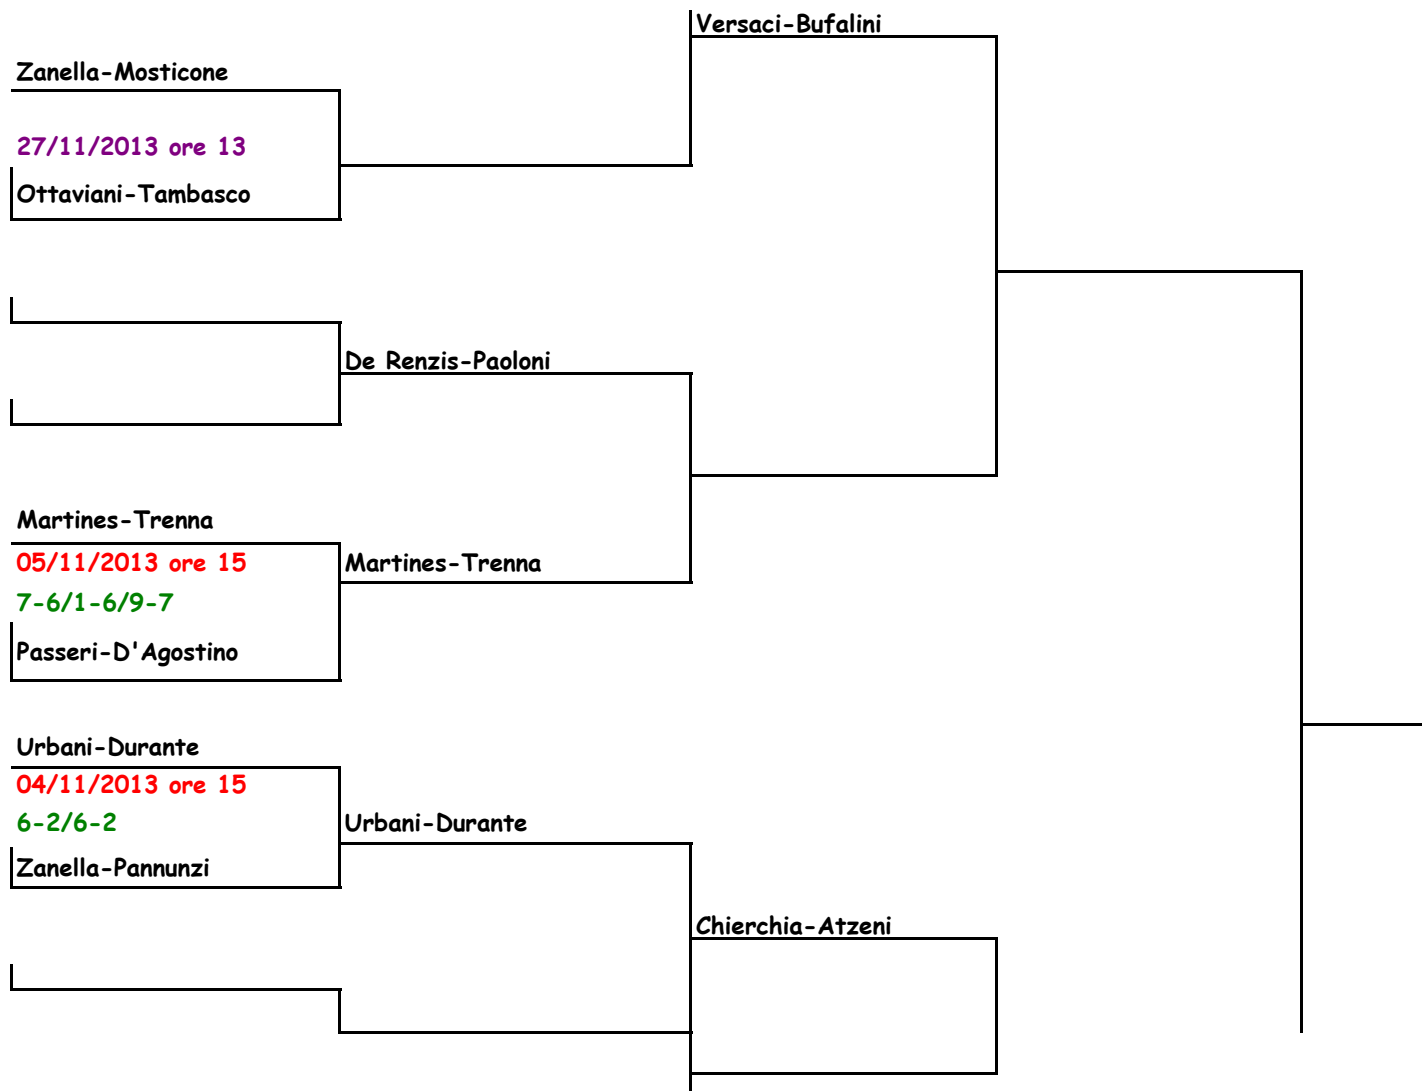 Versaci-Bufalini
Zanella-Mosticone
27/11/2013 ore 13
Ottaviani-Tambasco
De Renzis-Paoloni
Martines-Trenna
05/11/2013 ore 15
Martines-Trenna
7-6/1-6/9-7
Passeri-D'Agostino
Urbani-Durante
04/11/2013 ore 15
6-2/6-2
Urbani-Durante
Zanella-Pannunzi
Chierchia-Atzeni